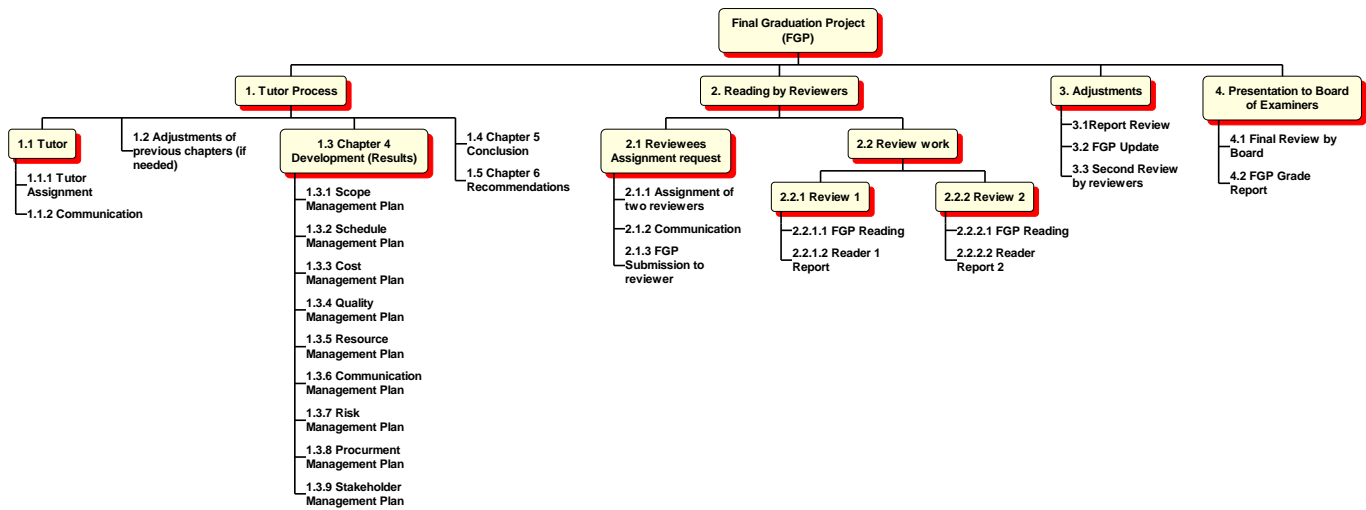 Final Graduation Project
(FGP)
1. Tutor Process
2. Reading by Reviewers
3. Adjustments
4. Presentation to Board
of Examiners
1.1 Tutor
1.1.1 Tutor
Assignment
1.1.2 Communication
1.2 Adjustments of
previous chapters (if
needed)
1.3 Chapter 4
Development (Results)
1.3.1 Scope
Management Plan
1.3.2 Schedule
Management Plan
1.3.3 Cost
Management Plan
1.3.4 Quality
Management Plan
1.3.5 Resource
Management Plan
1.3.6 Communication
Management Plan
1.3.7 Risk
Management Plan
1.3.8 Procurment
Management Plan
1.3.9 Stakeholder
Management Plan
1.4 Chapter 5
Conclusion
1.5 Chapter 6
Recommendations
2.1 Reviewees
Assignment request
2.1.1 Assignment of
two reviewers
2.1.2 Communication
2.1.3 FGP
Submission to
reviewer
2.2 Review work
2.2.1 Review 1
2.2.1.1 FGP Reading
2.2.1.2 Reader 1
Report
2.2.2 Review 2
2.2.2.1 FGP Reading
2.2.2.2 Reader
Report 2
3.1Report Review
3.2 FGP Update
3.3 Second Review
by reviewers
4.1 Final Review by
Board
4.2 FGP Grade
Report